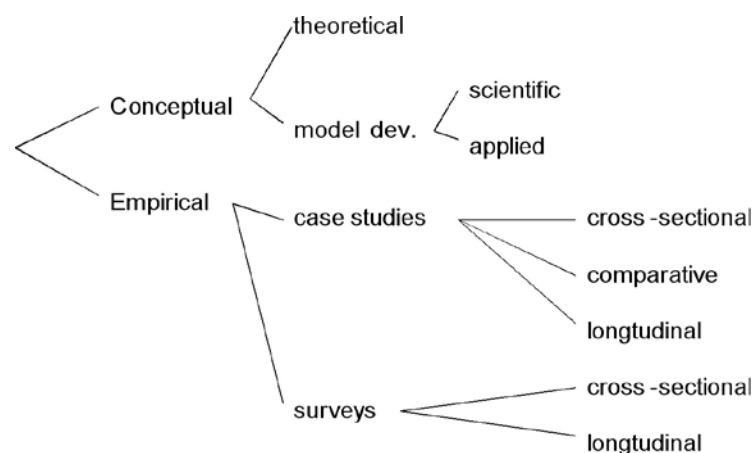 theoretical
Conceptual
scientific
model dev.
applied
Empirical
case studies
cross -sectional
comparative
longtudinal
surveys
cross -sectional
longtudinal